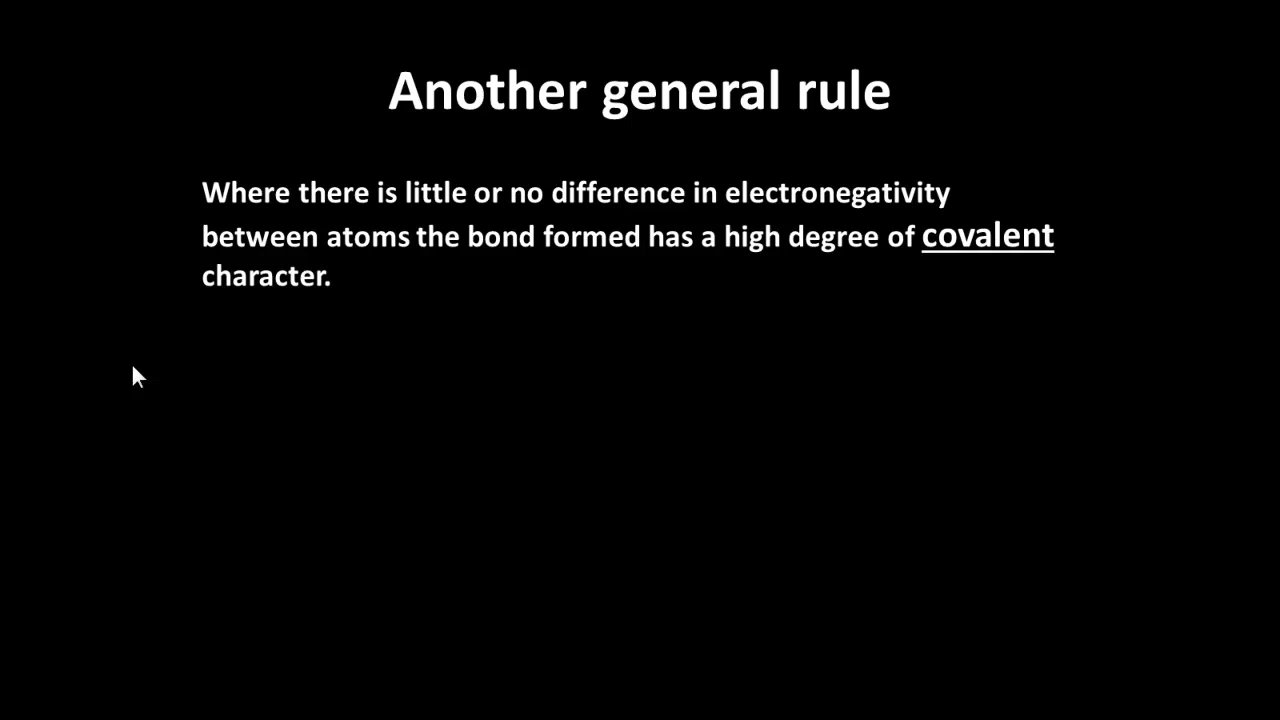 Another general rule
Where there is little or no difference in electronegativity
between atoms the bond formed has a high degree of covalent
character.